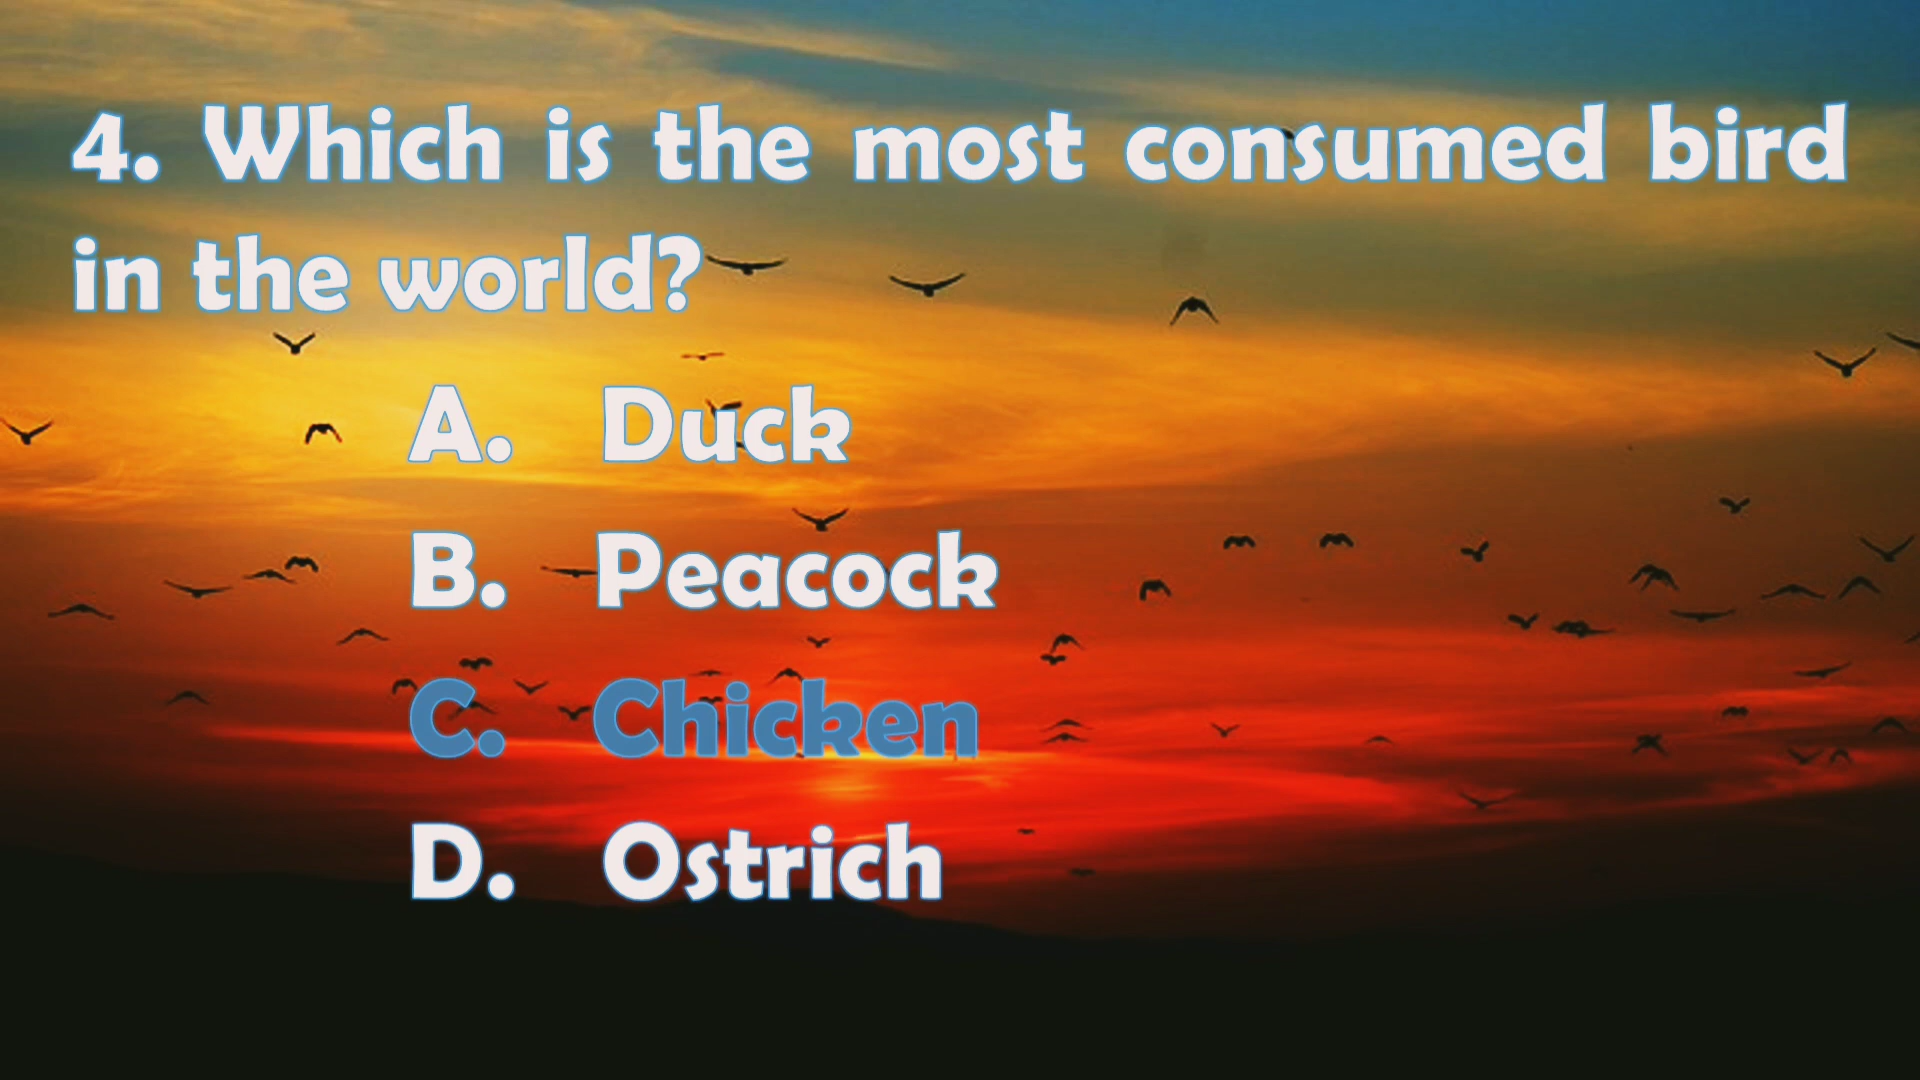 4. Which is the most consumed bird
in the world?
A. Duck
B. Peacock
C. Chicken
D. Ostrich